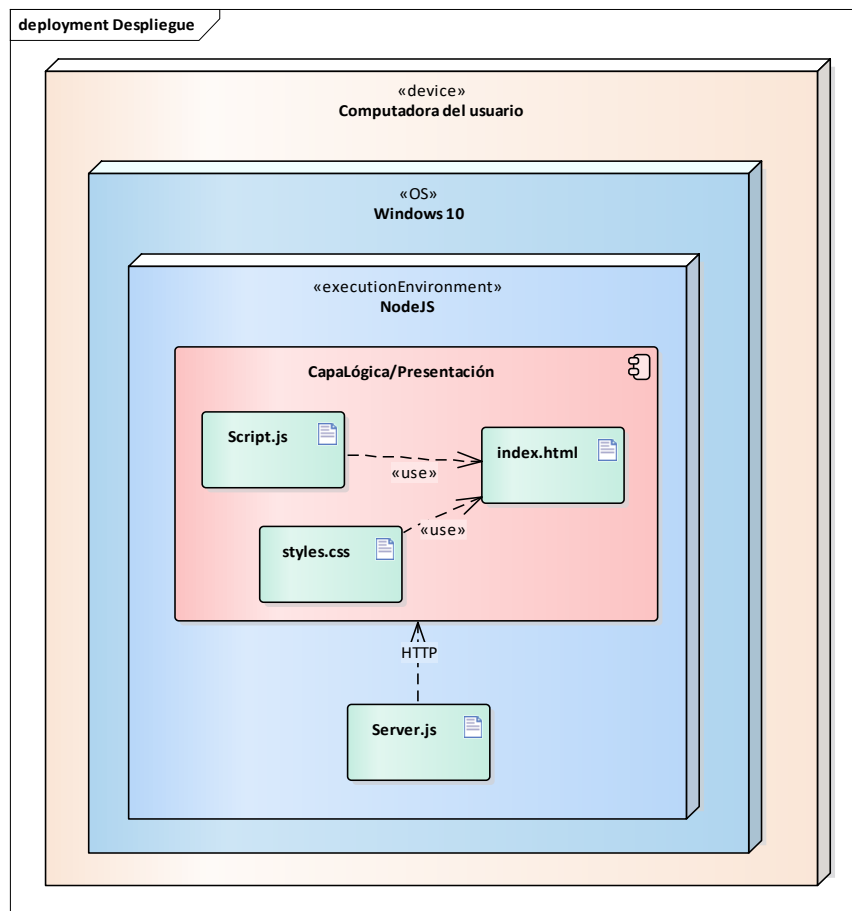 deployment Despliegue
«device»
Computadora del usuario
«OS»
Windows 10
«executionEnvironment»
NodeJS
CapaLógica/Presentación
Script.js
index.html
«use»
«use»
styles.css
HTTP
Server.js